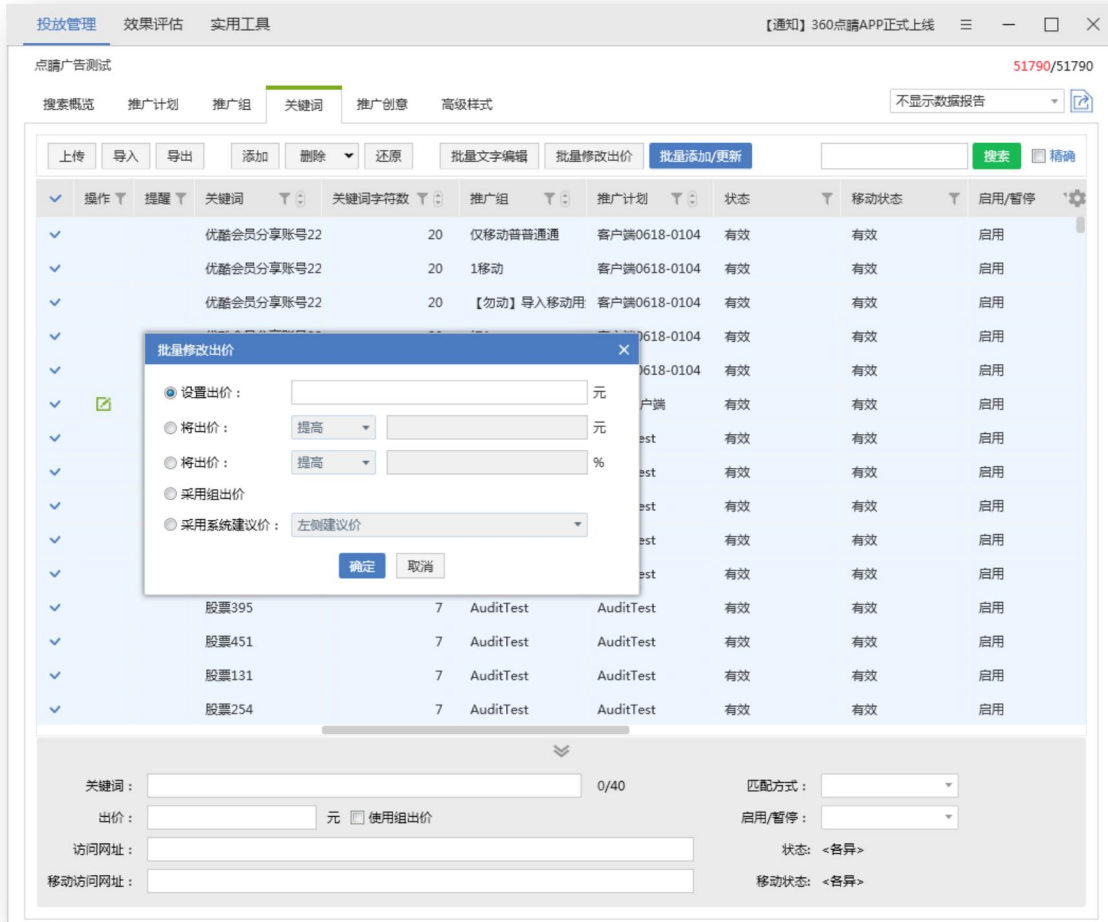 投放管理 效果评估 实用工具 【通知】360点睛APP正式上线
点睛广告测试 51790/51790
搜索概览 推广计划 推广组 关键词 推广创意 高级样式 不显示数据报告
上传 导入 导出 添加 删除 还原 批量文字编辑 批量修改出价 批量添加/更新 搜索 精确
操作 提醒 关键词 关键词字符数 推广组 推广计划 状态 移动状态 启用/暂停
优酷会员分享账号22 20 仅移动普普通通 客户端0618-0104 有效 有效 启用
优酷会员分享账号22 20 1移动 客户端0618-0104 有效 有效 启用
优酷会员分享账号22 20 【勿动】导入移动用 客户端0618-0104 有效 有效 启用
0618-0104 有效 有效 启用
批量修改出价
0618-0104 有效 有效 启用
设置出价： 元
户端 有效 有效 启用
将出价： 提高 元
est 有效 有效 启用
将出价： 提高 %
est 有效 有效 启用
采用组出价
est 有效 有效 启用
采用系统建议价： 左侧建议价
est 有效 有效 启用
确定 取消
est 有效 有效 启用
股票395 7 AuditTest AuditTest 有效 有效 启用
股票451 7 AuditTest AuditTest 有效 有效 启用
股票131 7 AuditTest AuditTest 有效 有效 启用
股票254 7 AuditTest AuditTest 有效 有效 启用
关键词： 0/40 匹配方式：
出价： 元 使用组出价 启用/暂停：
访问网址： 状态: <各异>
移动访问网址： 移动状态: <各异>